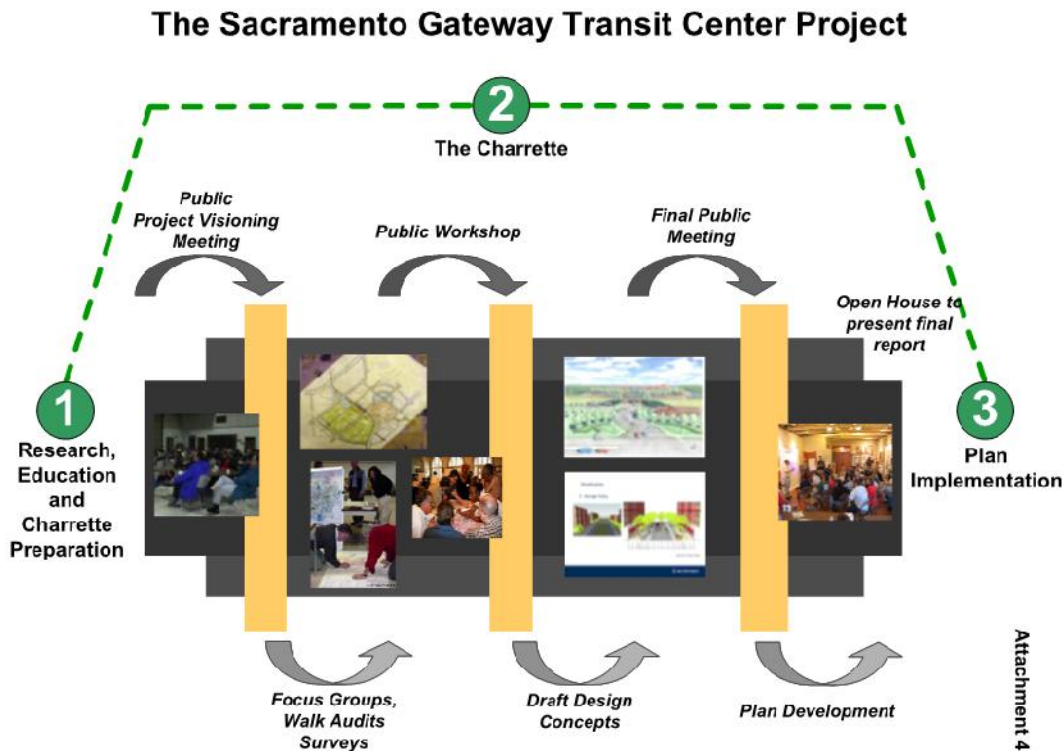 The Sacramento Gateway Transit Center Project
2
The Charrette
Public
Project Visioning
Meeting
Public Workshop
Final Public
Meeting
Open House to
present final
report
1
Research,
Education
and
Charrette
Preparation
3
Plan
Implementation
Focus Groups,
Walk Audits
Surveys
Draft Design
Concepts
Plan Development
Attachment 4